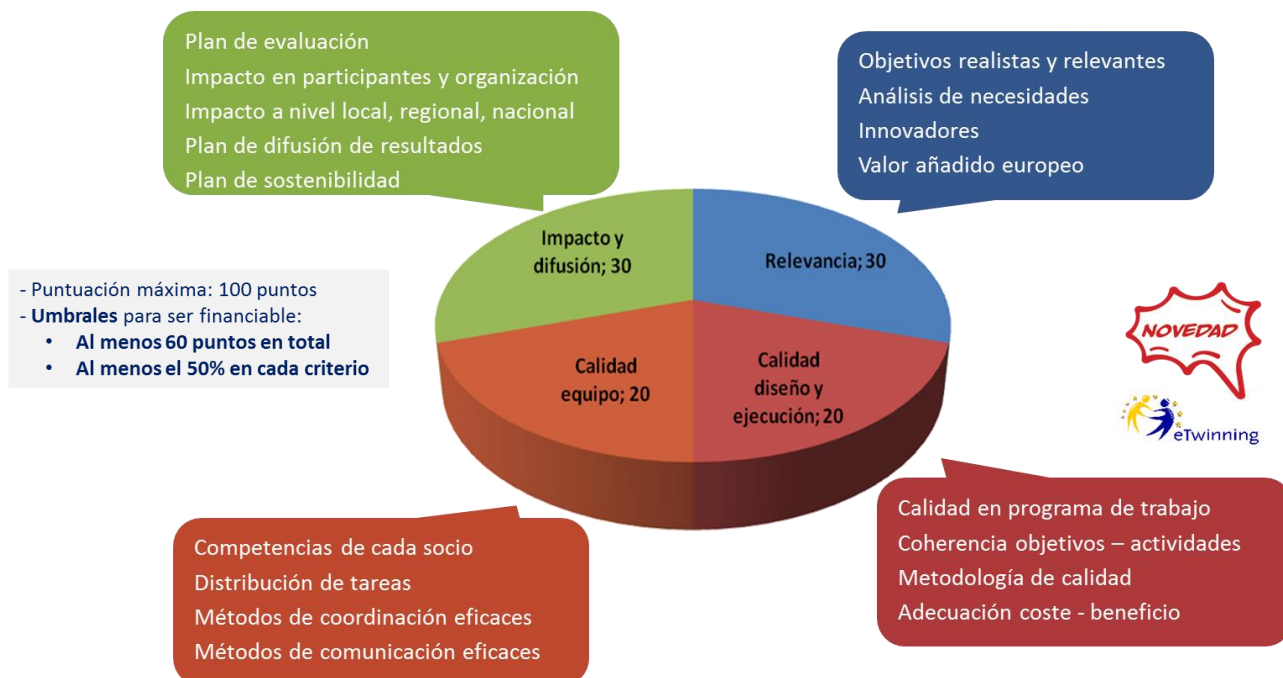 Plan de evaluación
Impacto en participantes y organización
Impacto a nivel local, regional, nacional
Plan de difusión de resultados
Plan de sostenibilidad
Objetivos realistas y relevantes
Análisis de necesidades
Innovadores
Valor añadido europeo
- Puntuación máxima: 100 puntos
- Umbrales para ser financiable:
• Al menos 60 puntos en total
• Al menos el 50% en cada criterio
Impacto y
difusión; 30
Relevancia; 30
Calidad
equipo; 20
Calidad
diseño y
ejecución; 20
NOVEDAD
eTwinning
Competencias de cada socio
Distribución de tareas
Métodos de coordinación eficaces
Métodos de comunicación eficaces
Calidad en programa de trabajo
Coherencia objetivos – actividades
Metodología de calidad
Adecuación coste - beneficio